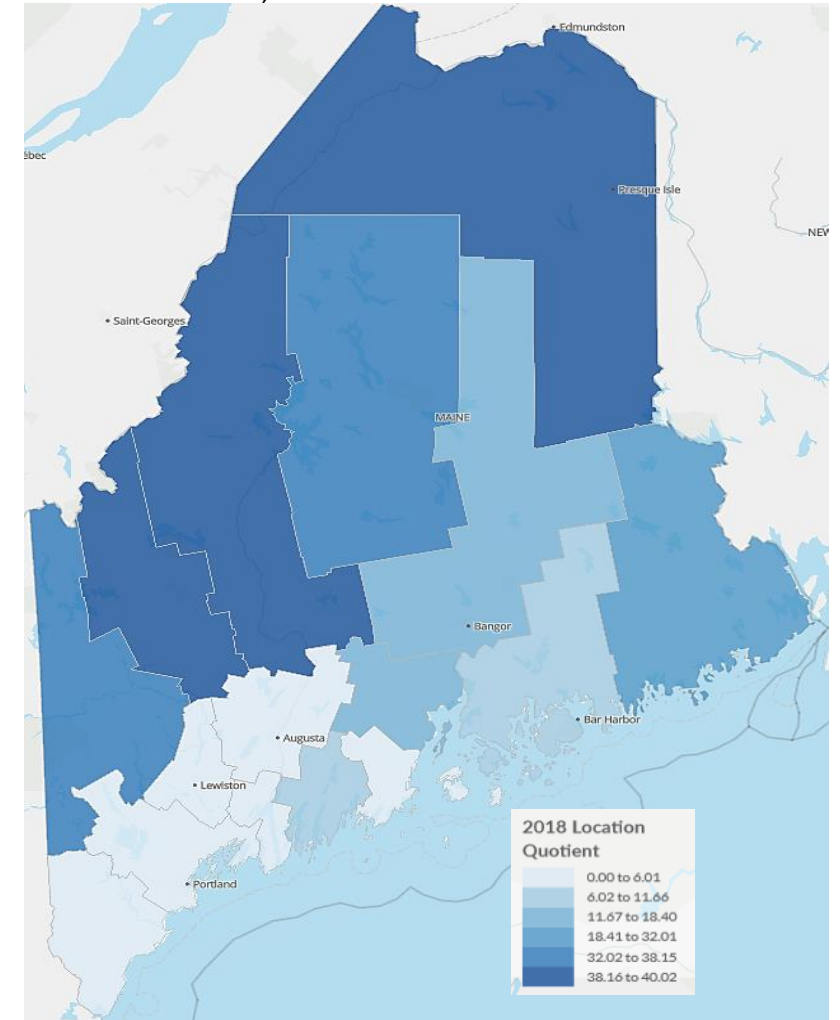 Edmundston
ébec
Presque Isle
NEW
Saint-Georges
MAINE
Bangor
Bar Harbor
Augusta
Lewiston
Portland
2018 Location
Quotient
0.00 to 6.01
6.02 to 11.66
11.67 to 18.40
18.41 to 32.01
32.02 to 38.15
38.16 to 40.02